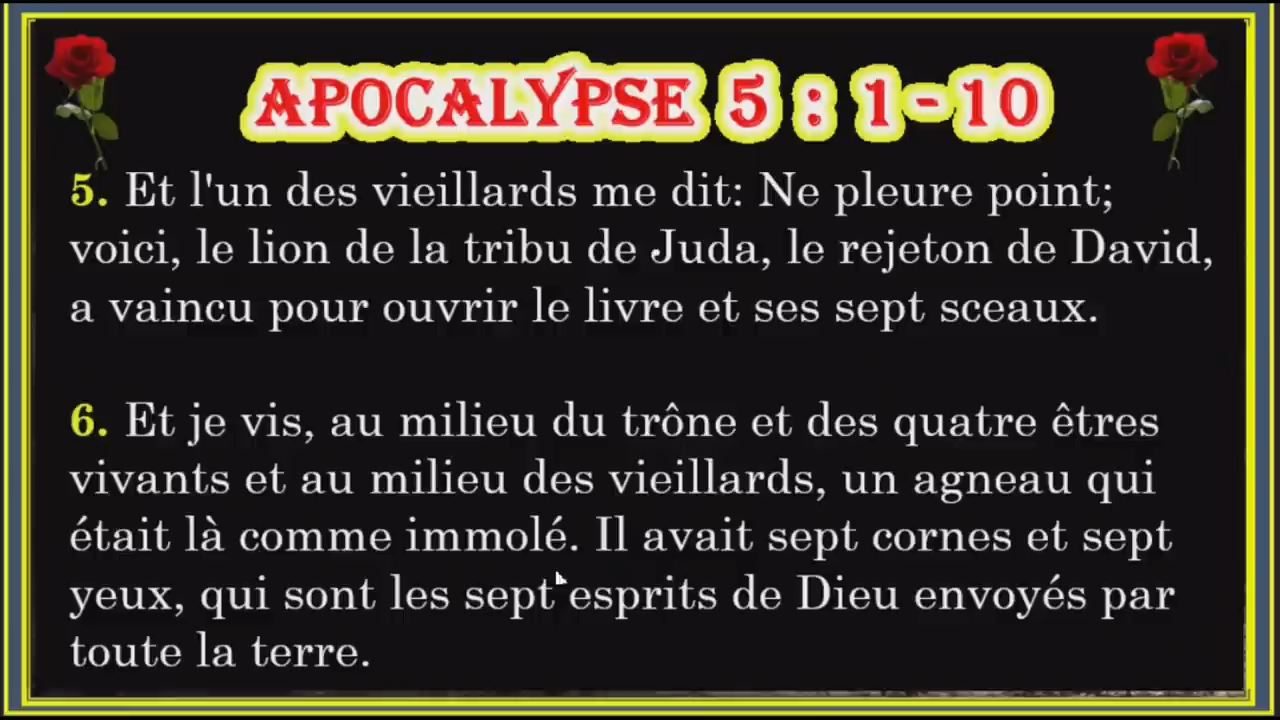 APOCALYPSE 5 : 1 - 10
5. Et l'un des vieillards me dit: Ne pleure point;
voici, le lion de la tribu de Juda, le rejeton de David,
a vaincu pour ouvrir le livre et ses sept sceaux.
6. Et je vis, au milieu du trône et des quatre êtres
vivants et au milieu des vieillards, un agneau qui
était là comme immolé. Il avait sept cornes et sept
yeux, qui sont les sept esprits de Dieu envoyés par
toute la terre.